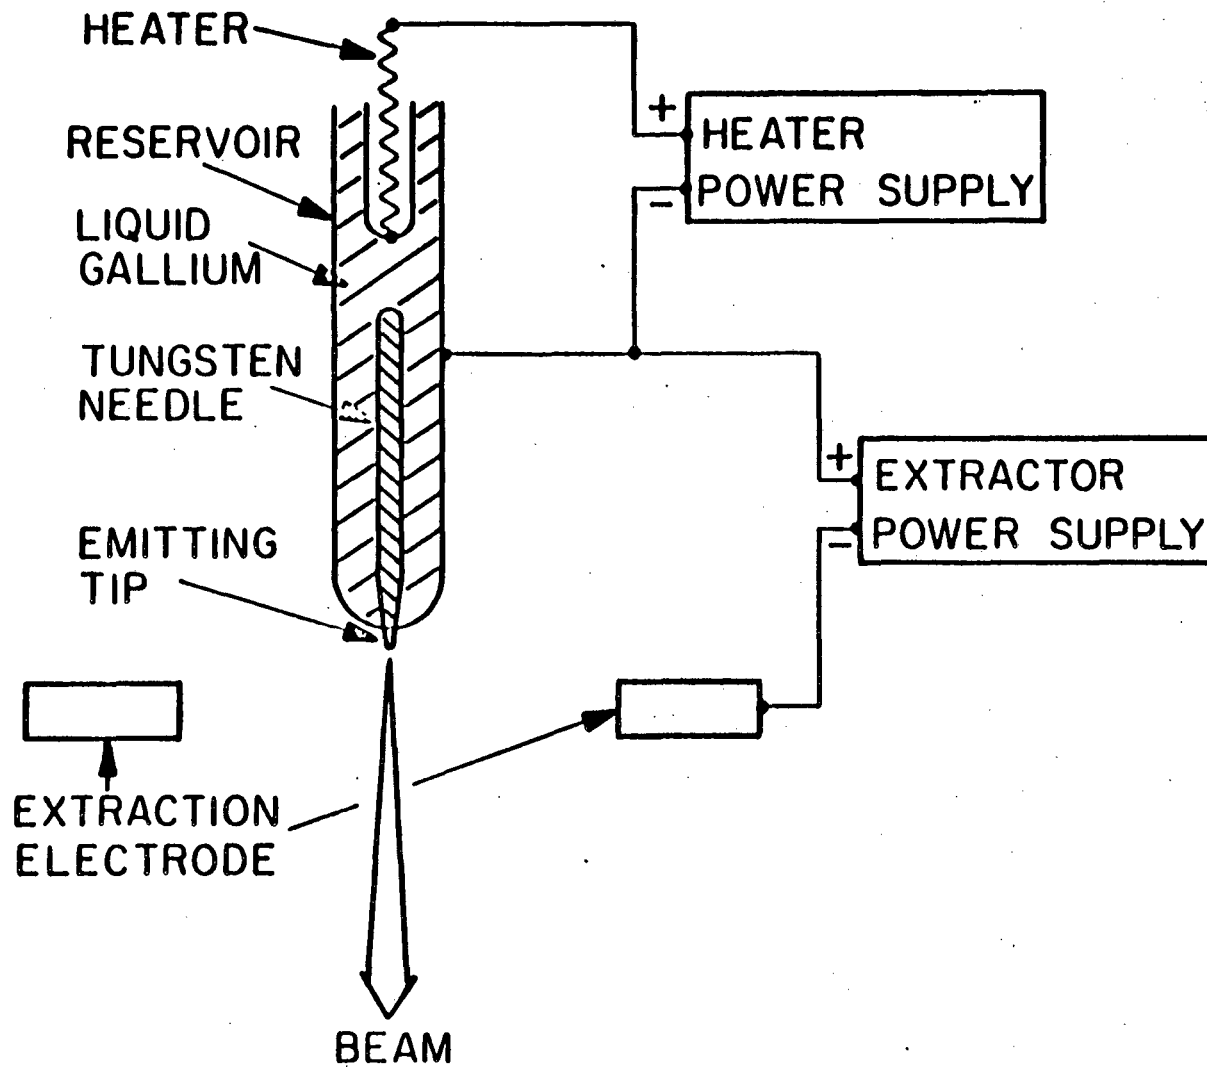 HEATER
+
HEATER
RESERVOIR
POWER SUPPLY
−
LIQUID
GALLIUM
TUNGSTEN
NEEDLE
+
EXTRACTOR
POWER SUPPLY
−
EMITTING
TIP
EXTRACTION
ELECTRODE
BEAM